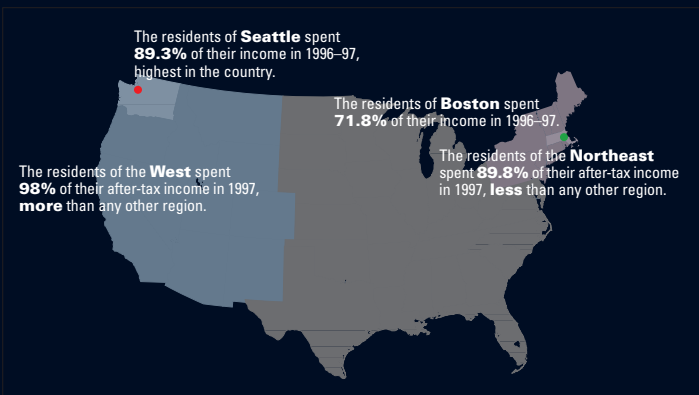 The residents of Seattle spent
89.3% of their income in 1996–97,
highest in the country.
The residents of Boston spent
71.8% of their income in 1996–97.
The residents of the Northeast
spent 89.8% of their after-tax income
in 1997, less than any other region.
The residents of the West spent
98% of their after-tax income in 1997,
more than any other region.